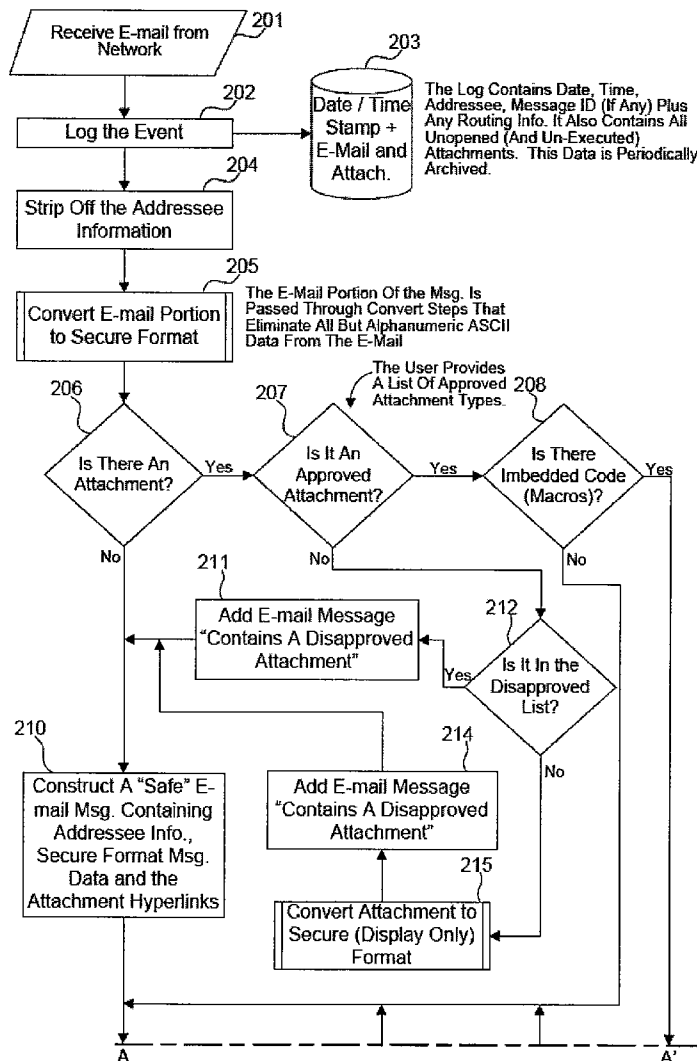 201
Receive E-mail from
Network
202
Log the Event
203
Date / Time
Stamp +
E-Mail and
Attach.
The Log Contains Date, Time,
Addressee, Message ID (If Any) Plus
Any Routing Info. It Also Contains All
Unopened (And Un-Executed)
Attachments. This Data is Periodically
Archived.
204
Strip Off the Addressee
Information
205
Convert E-mail Portion
to Secure Format
The E-Mail Portion Of the Msg. Is
Passed Through Convert Steps That
Eliminate All But Alphanumeric ASCII
Data From The E-Mail
206
Is There An
Attachment?
Yes
No
The User Provides
A List Of Approved
Attachment Types.
207
Is It An
Approved
Attachment?
Yes
No
208
Is There
Imbedded Code
(Macros)?
Yes
No
211
Add E-mail Message
“Contains A Disapproved
Attachment”
212
Is It In the
Disapproved
List?
Yes
No
210
Construct A “Safe” E-
mail Msg. Containing
Addressee Info.,
Secure Format Msg.
Data and the
Attachment Hyperlinks
214
Add E-mail Message
“Contains A Disapproved
Attachment”
215
Convert Attachment to
Secure (Display Only)
Format
A
A'